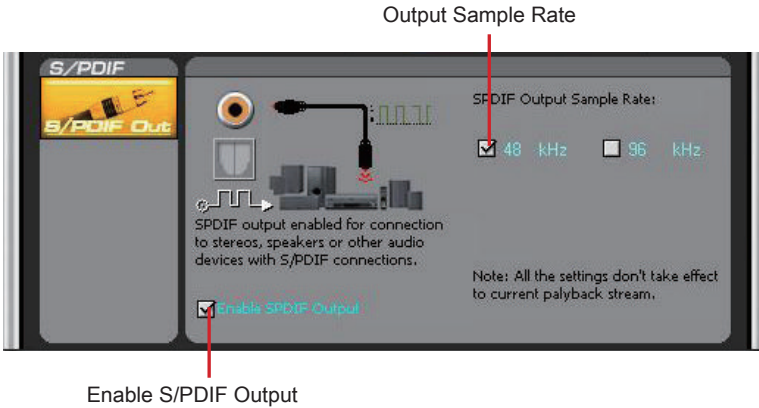 Output Sample Rate
S/PDIF
S/PDIF Out
SPDIF Output Sample Rate:
48 kHz 96 kHz
SPDIF output enabled for connection
to stereos, speakers or other audio
devices with S/PDIF connections.
Note: All the settings don't take effect
to current palyback stream.
Enable SPDIF Output
Enable S/PDIF Output